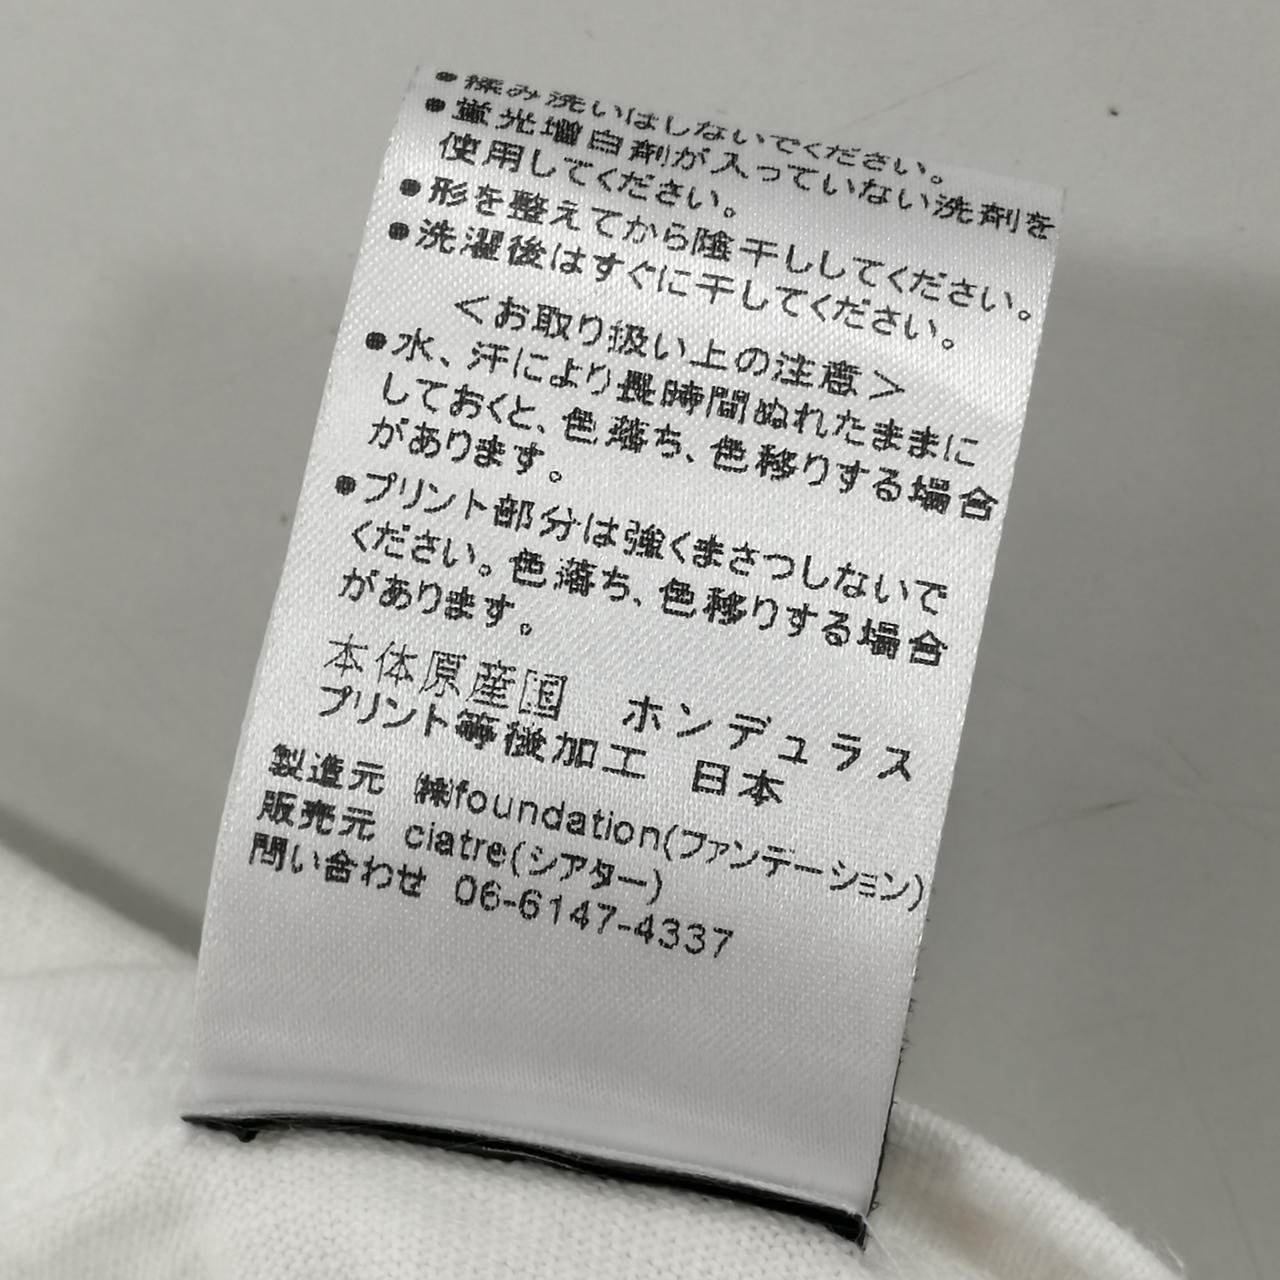 ●揉み洗いはしないでください。
●蛍光増白剤が入っていない洗剤を
使用してください。
●形を整えてから陰干ししてください。
●洗濯後はすぐに干してください。
＜お取り扱い上の注意＞
●水、汗により長時間ぬれたままに
しておくと、色落ち、色移りする場合
があります。
●プリント部分は強くまさつしないで
ください。色落ち、色移りする場合
があります。
本体原産国　ホンデュラス
プリント等後加工　日本
製造元　㈱foundation(ファンデーション)
販売元　ciatre(シアター)
問い合わせ　06-6147-4337